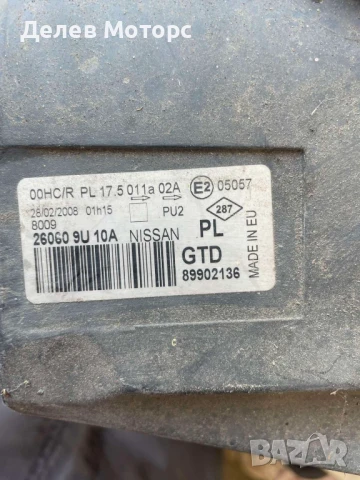 Делев Моторс
00HC/R PL 17.5 011a 02A E2 05057
26/02/2008 01h15 PU2 287
8009
26060 9U 10A NISSAN PL
GTD
89902136
MADE IN EU
BAZAR